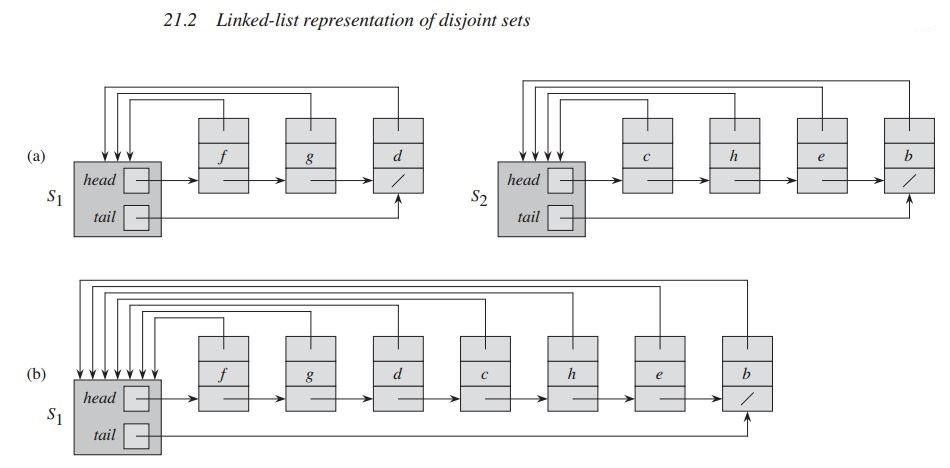 21.2 Linked-list representation of disjoint sets
(a)
f g d
S1 head
tail
c h e b
S2 head
tail
(b)
f g d c h e b
S1 head
tail